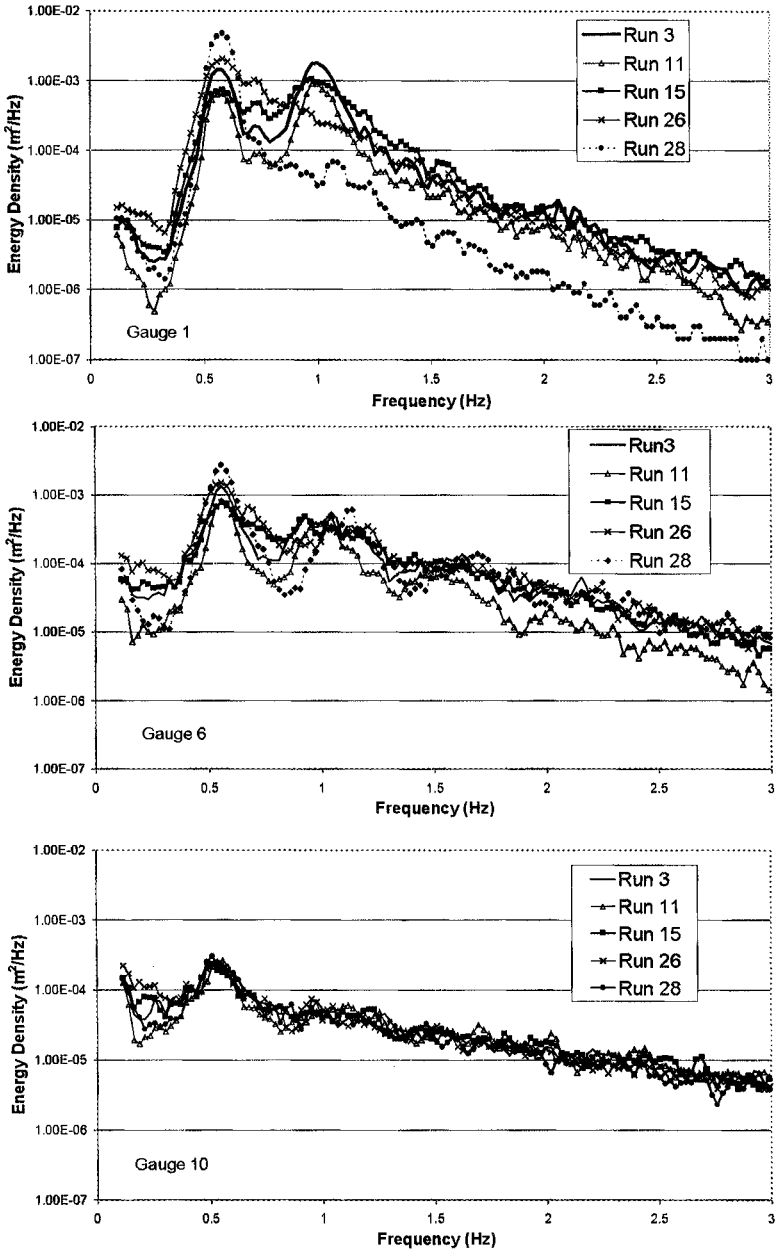 1.00E-02
1.00E-03
1.00E-04
1.00E-05
1.00E-06
1.00E-07
Energy Density (m²/Hz)
Run 3
Run 11
Run 15
Run 26
Run 28
Gauge 1
0 0.5 1 1.5 2 2.5 3
Frequency (Hz)
1.00E-02
1.00E-03
1.00E-04
1.00E-05
1.00E-06
1.00E-07
Energy Density (m²/Hz)
Run3
Run 11
Run 15
Run 26
Run 28
Gauge 6
0 0.5 1 1.5 2 2.5 3
Frequency (Hz)
1.00E-02
1.00E-03
1.00E-04
1.00E-05
1.00E-06
1.00E-07
Energy Density (m²/Hz)
Run 3
Run 11
Run 15
Run 26
Run 28
Gauge 10
0 0.5 1 1.5 2 2.5 3
Frequency (Hz)